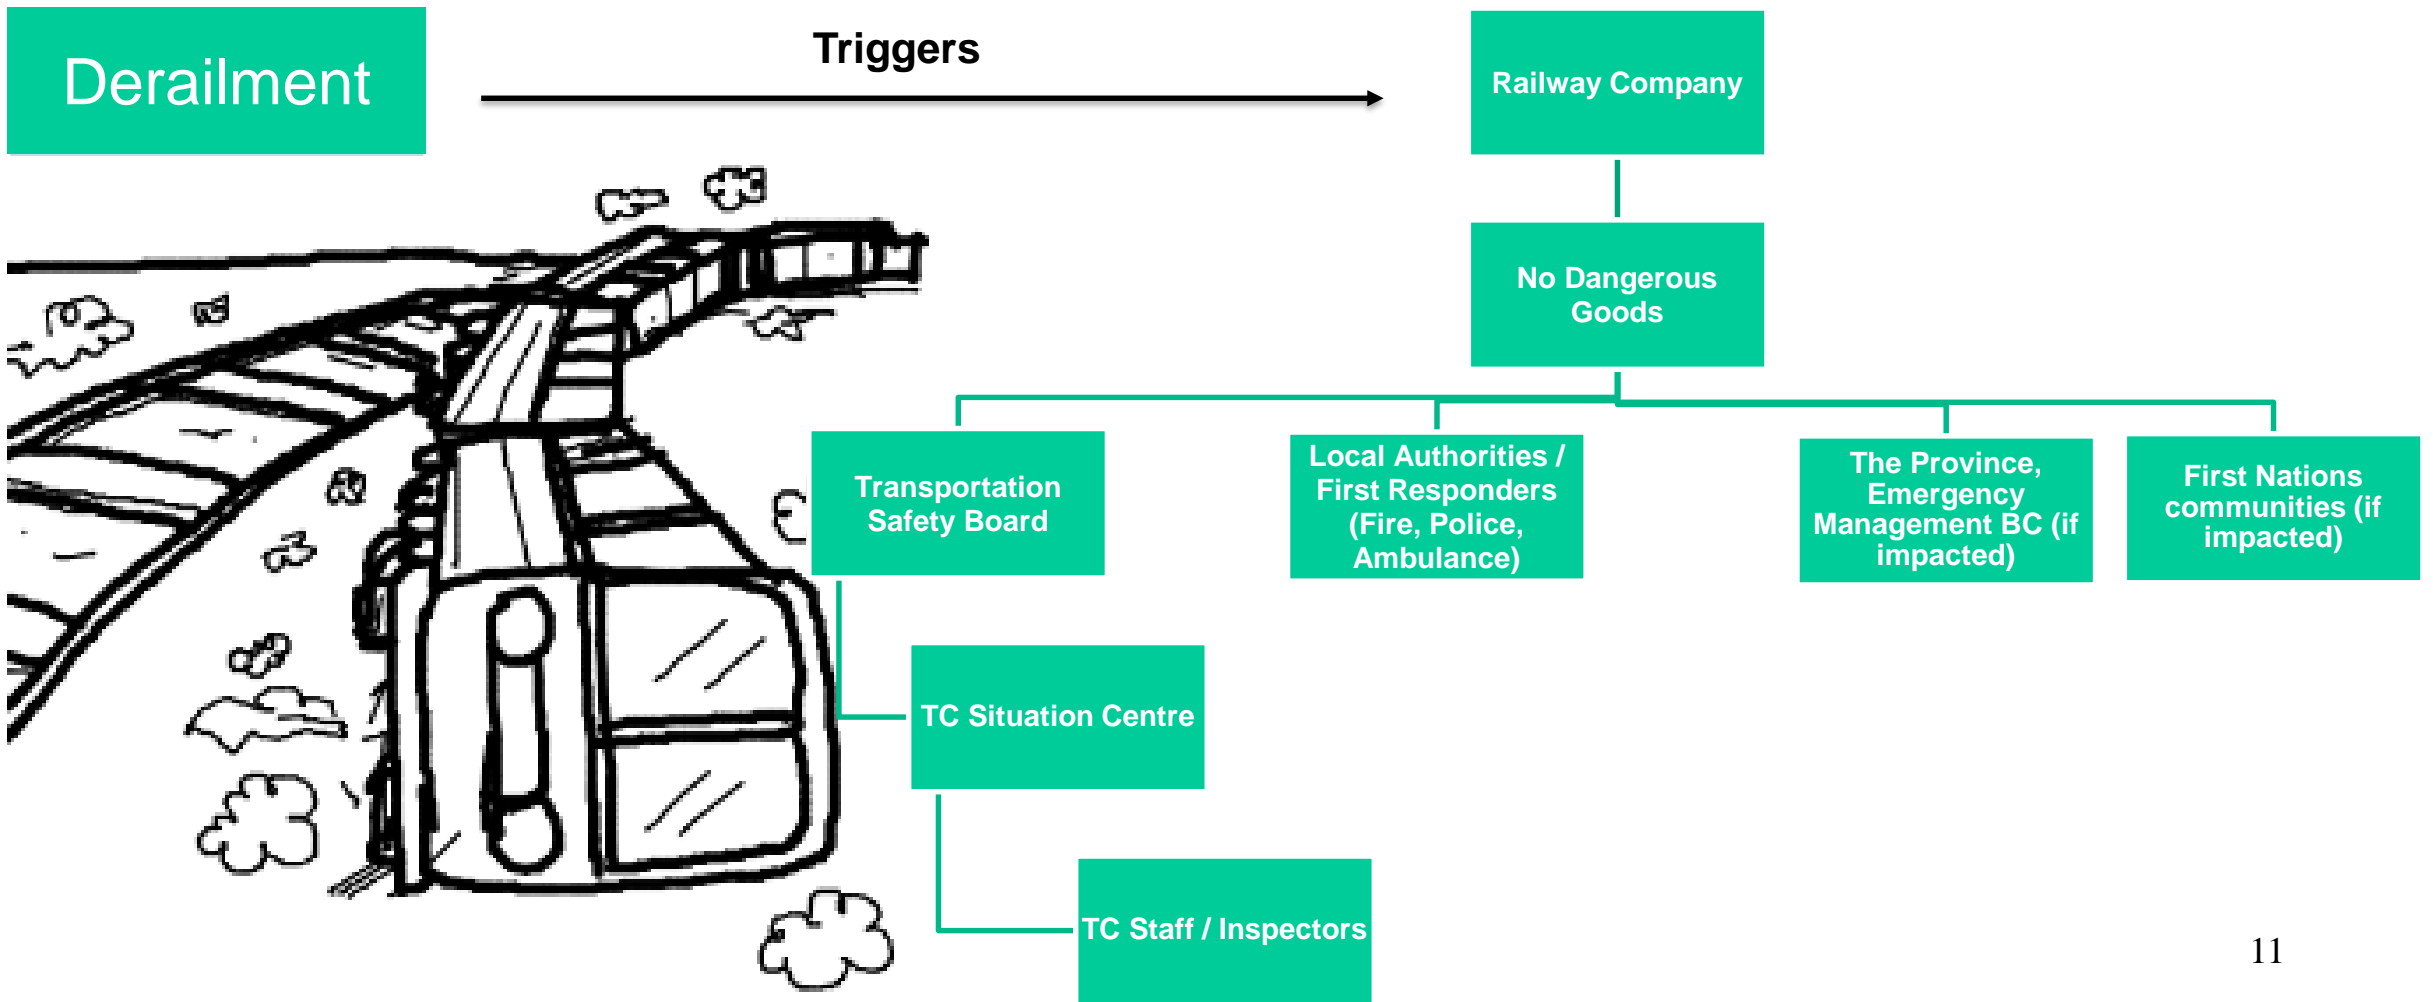 Derailment
Triggers
Railway Company
No Dangerous
Goods
Transportation
Safety Board
Local Authorities /
First Responders
(Fire, Police,
Ambulance)
The Province,
Emergency
Management BC (if
impacted)
First Nations
communities (if
impacted)
TC Situation Centre
TC Staff / Inspectors
11